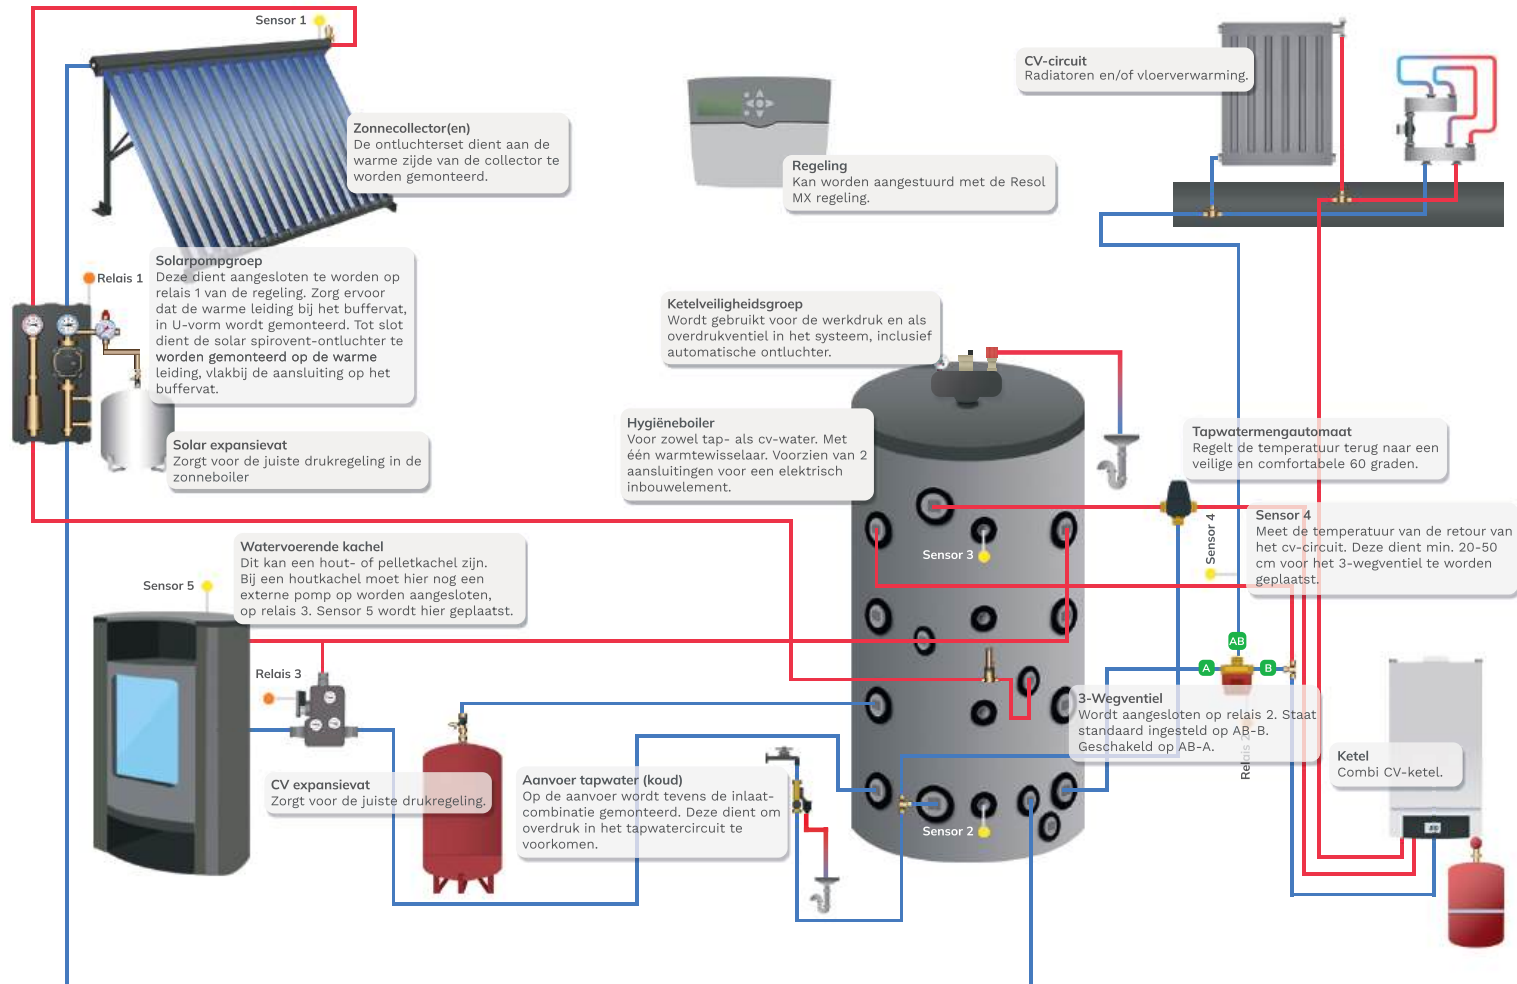 Sensor 1
Zonnecollector(en)
De ontluchterset dient aan de
warme zijde van de collector te
worden gemonteerd.
CV-circuit
Radiatoren en/of vloerverwarming.
Regeling
Kan worden aangestuurd met de Resol
MX regeling.
Relais 1
Solarpompgroep
Deze dient aangesloten te worden op
relais 1 van de regeling. Zorg ervoor
dat de warme leiding bij het buffervat,
in U-vorm wordt gemonteerd. Tot slot
dient de solar spirovent-ontluchter te
worden gemonteerd op de warme
leiding, vlakbij de aansluiting op het
buffervat.
Ketelveiligheidsgroep
Wordt gebruikt voor de werkdruk en als
overdrukventiel in het systeem, inclusief
automatische ontluchter.
Solar expansievat
Zorgt voor de juiste drukregeling in de
zonneboiler
Hygiëneboiler
Voor zowel tap- als cv-water. Met
één warmtewisselaar. Voorzien van 2
aansluitingen voor een elektrisch
inbouwelement.
Tapwatermengautomaat
Regelt de temperatuur terug naar een
veilige en comfortabele 60 graden.
Sensor 4
Sensor 4
Meet de temperatuur van de retour van
het cv-circuit. Deze dient min. 20-50
cm voor het 3-wegventiel te worden
geplaatst.
Sensor 3
Watervoerende kachel
Dit kan een hout- of pelletkachel zijn.
Bij een houtkachel moet hier nog een
externe pomp op worden aangesloten,
op relais 3. Sensor 5 wordt hier geplaatst.
Sensor 5
Relais 3
AB
A
B
3-Wegventiel
Wordt aangesloten op relais 2. Staat
standaard ingesteld op AB-B.
Geschakeld op AB-A.
Relais 2
Ketel
Combi CV-ketel.
CV expansievat
Zorgt voor de juiste drukregeling.
Aanvoer tapwater (koud)
Op de aanvoer wordt tevens de inlaat-
combinatie gemonteerd. Deze dient om
overdruk in het tapwatercircuit te
voorkomen.
Sensor 2